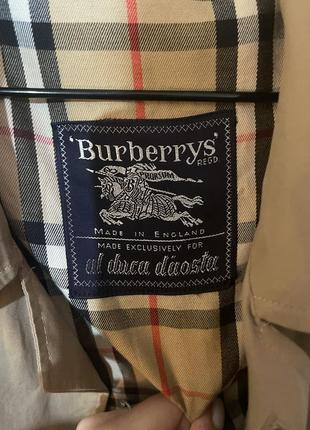 'Burberrys'
REGD.
PRORSUM
MADE IN ENGLAND
MADE EXCLUSIVELY FOR
al duca d'aosta